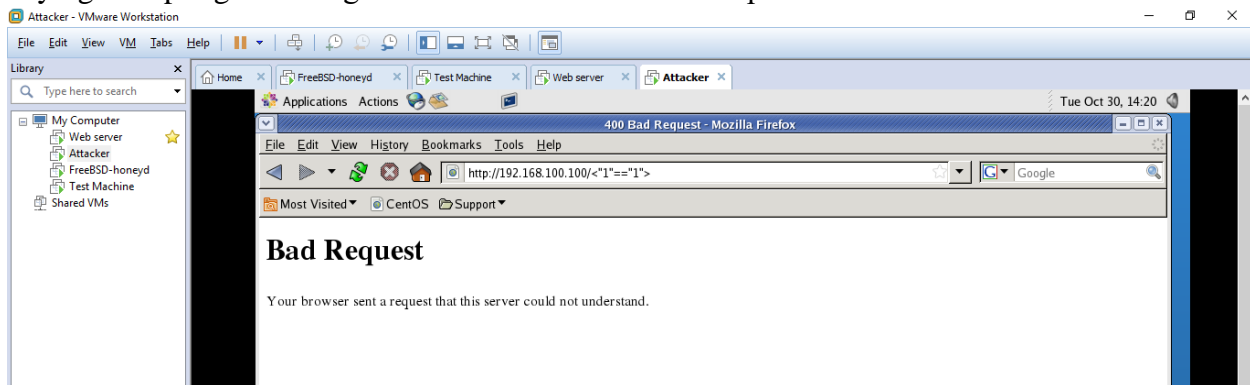 Attacker - VMware Workstation
File Edit View VM Tabs Help
Library
Home FreeBSD-honeyd Test Machine Web server Attacker
Type here to search
Applications Actions Tue Oct 30, 14:20
My Computer
Web server
Attacker
FreeBSD-honeyd
Test Machine
Shared VMs
400 Bad Request - Mozilla Firefox
File Edit View History Bookmarks Tools Help
http://192.168.100.100/<"1"=="1"> G Google
Most Visited CentOS Support
Bad Request
Your browser sent a request that this server could not understand.